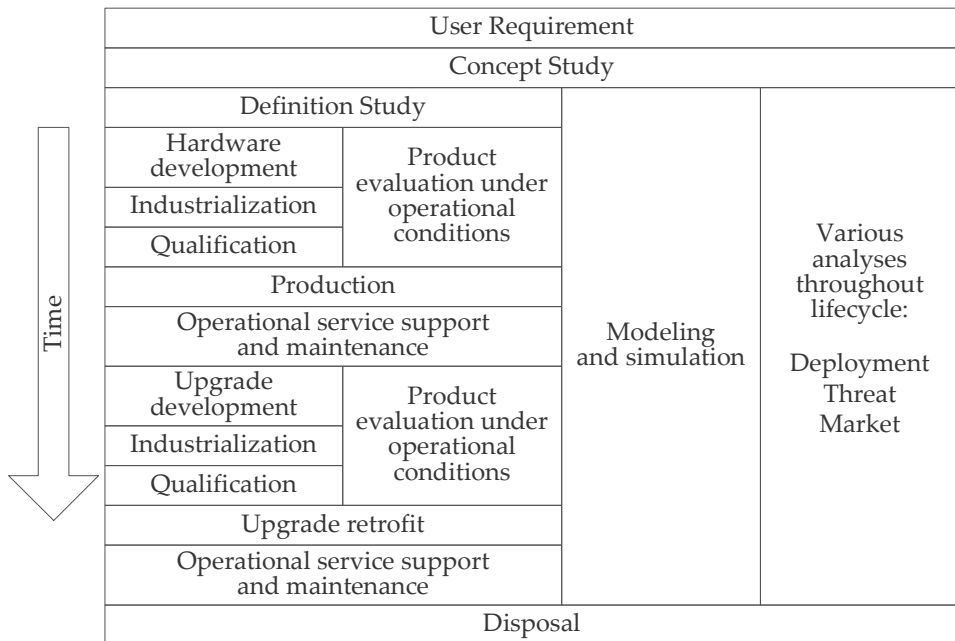 User Requirement
Concept Study
Definition Study
Hardware
development
Industrialization
Qualification
Product
evaluation under
operational
conditions
Production
Operational service support
and maintenance
Upgrade
development
Industrialization
Qualification
Product
evaluation under
operational
conditions
Upgrade retrofit
Operational service support
and maintenance
Modeling
and simulation
Various
analyses
throughout
lifecycle:
Deployment
Threat
Market
Disposal
Time